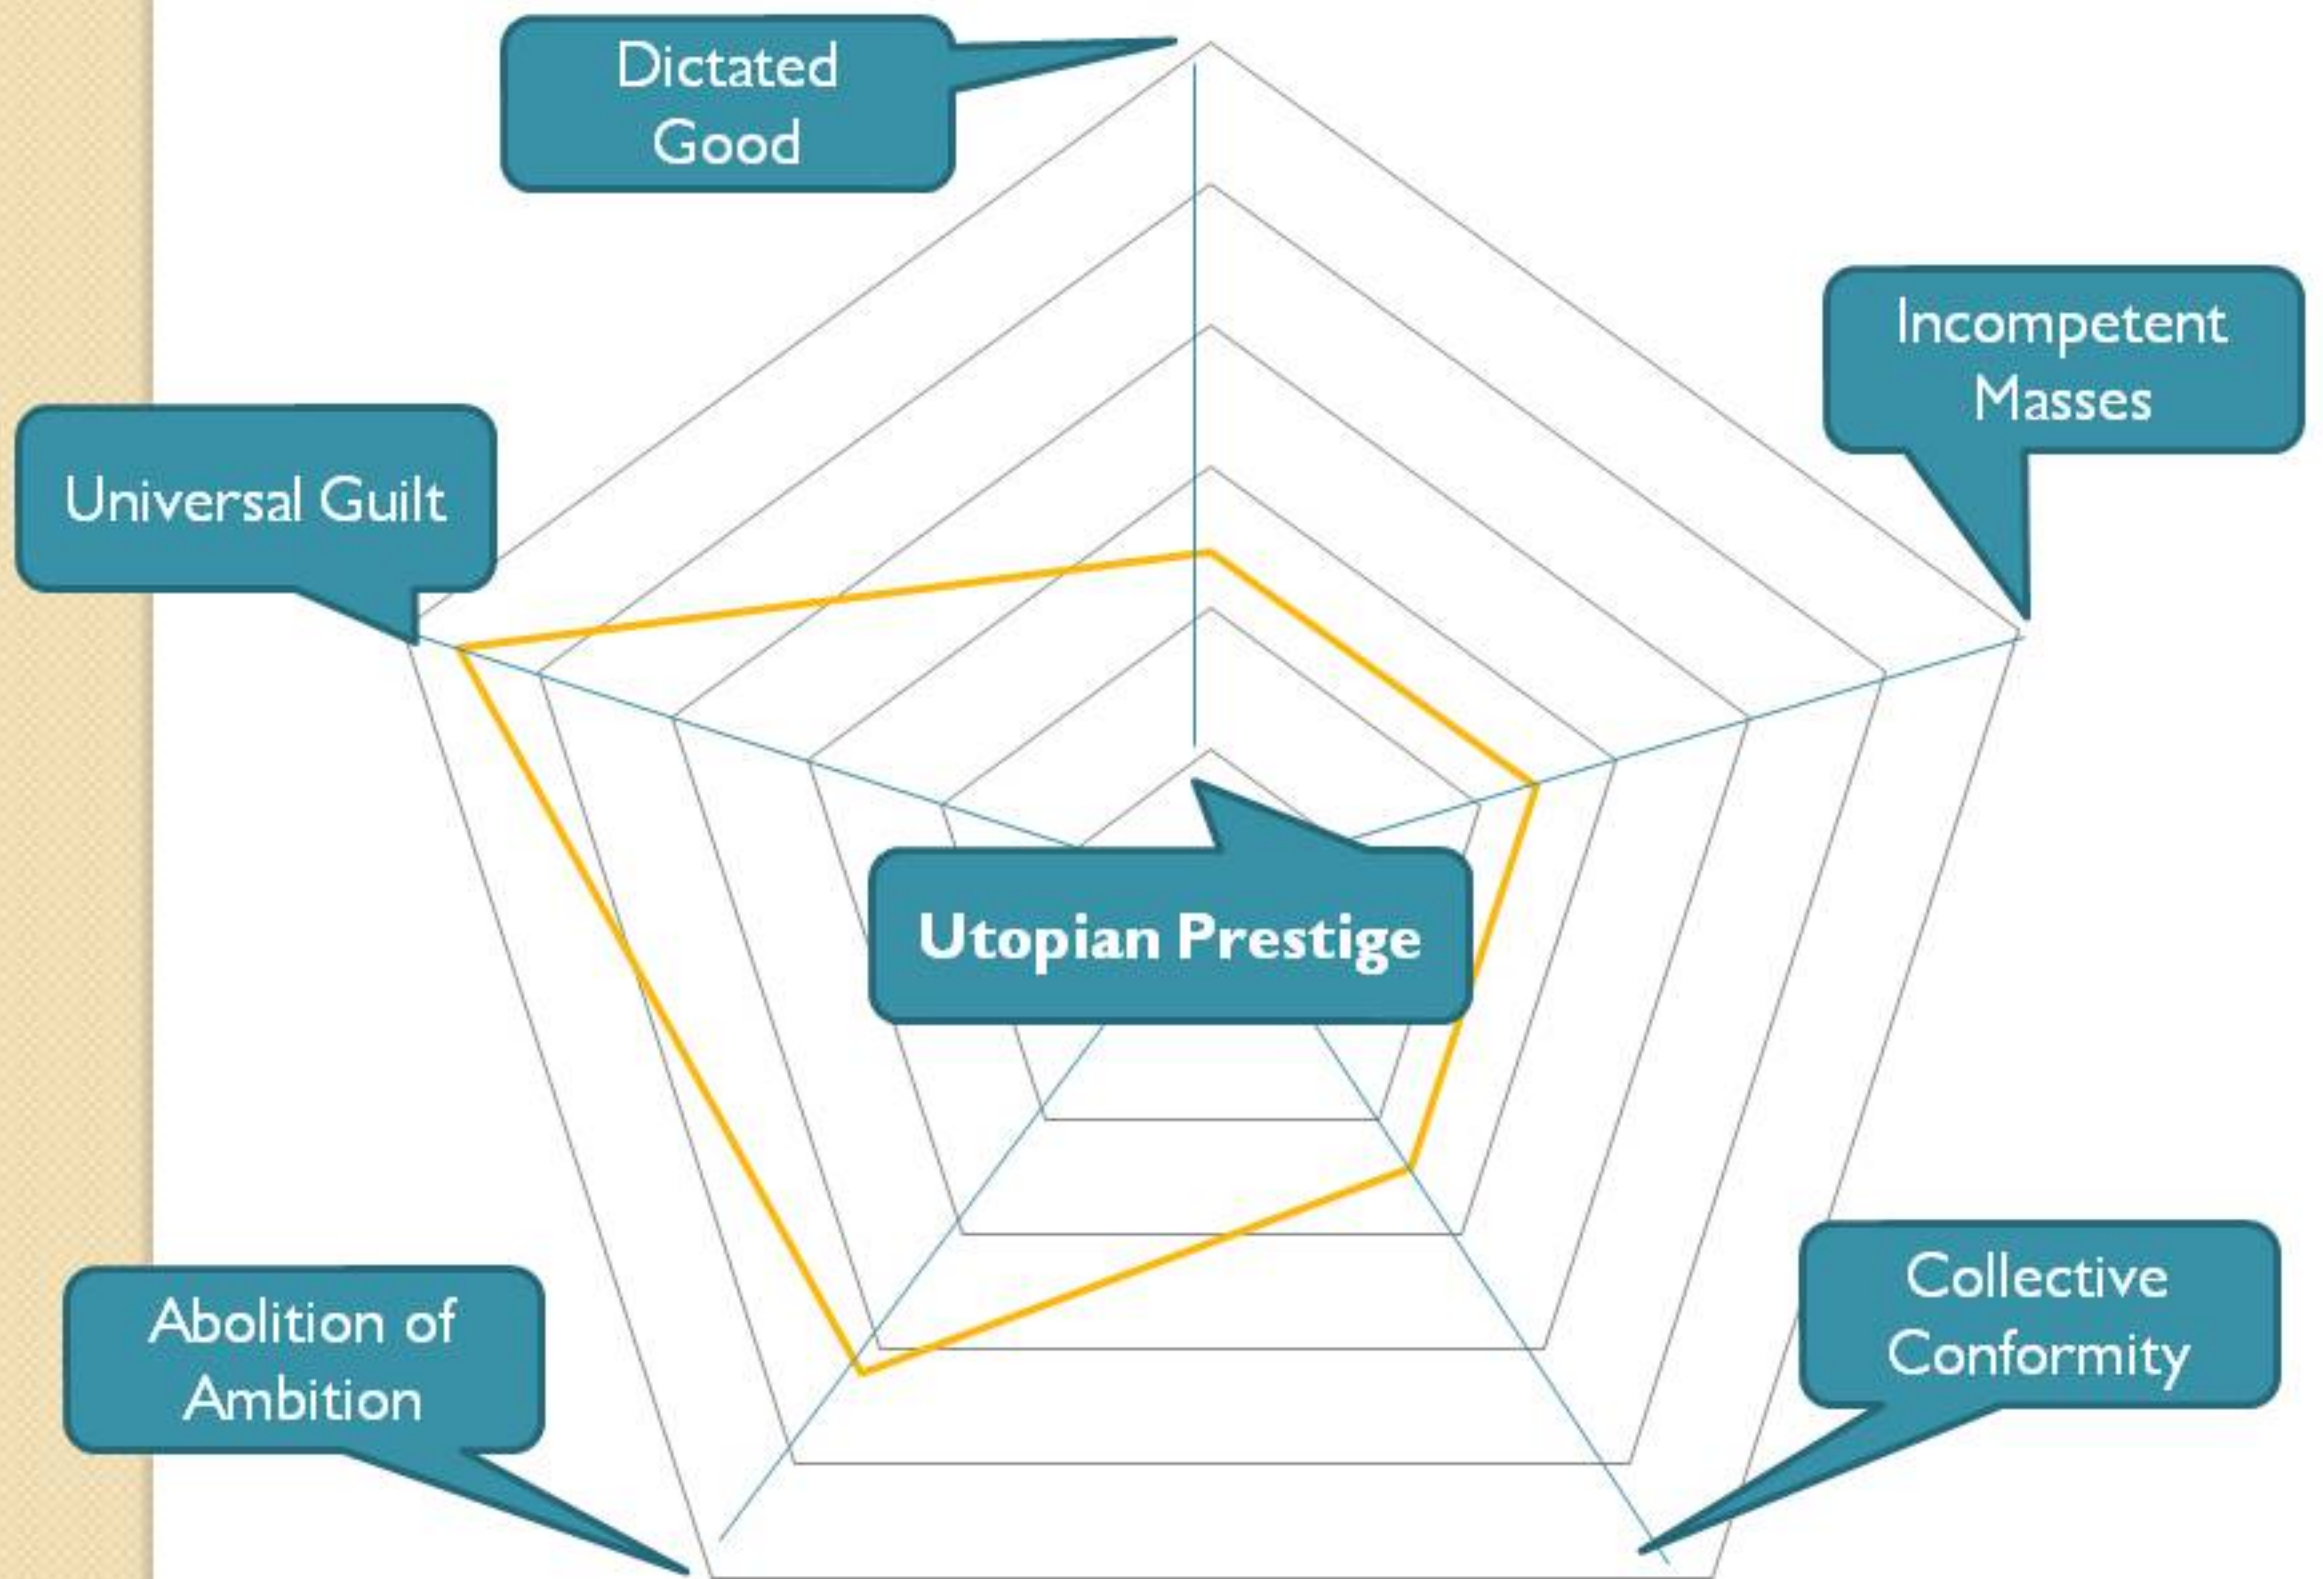 Dictated
Good
Incompetent
Masses
Universal Guilt
Utopian Prestige
Collective
Conformity
Abolition of
Ambition